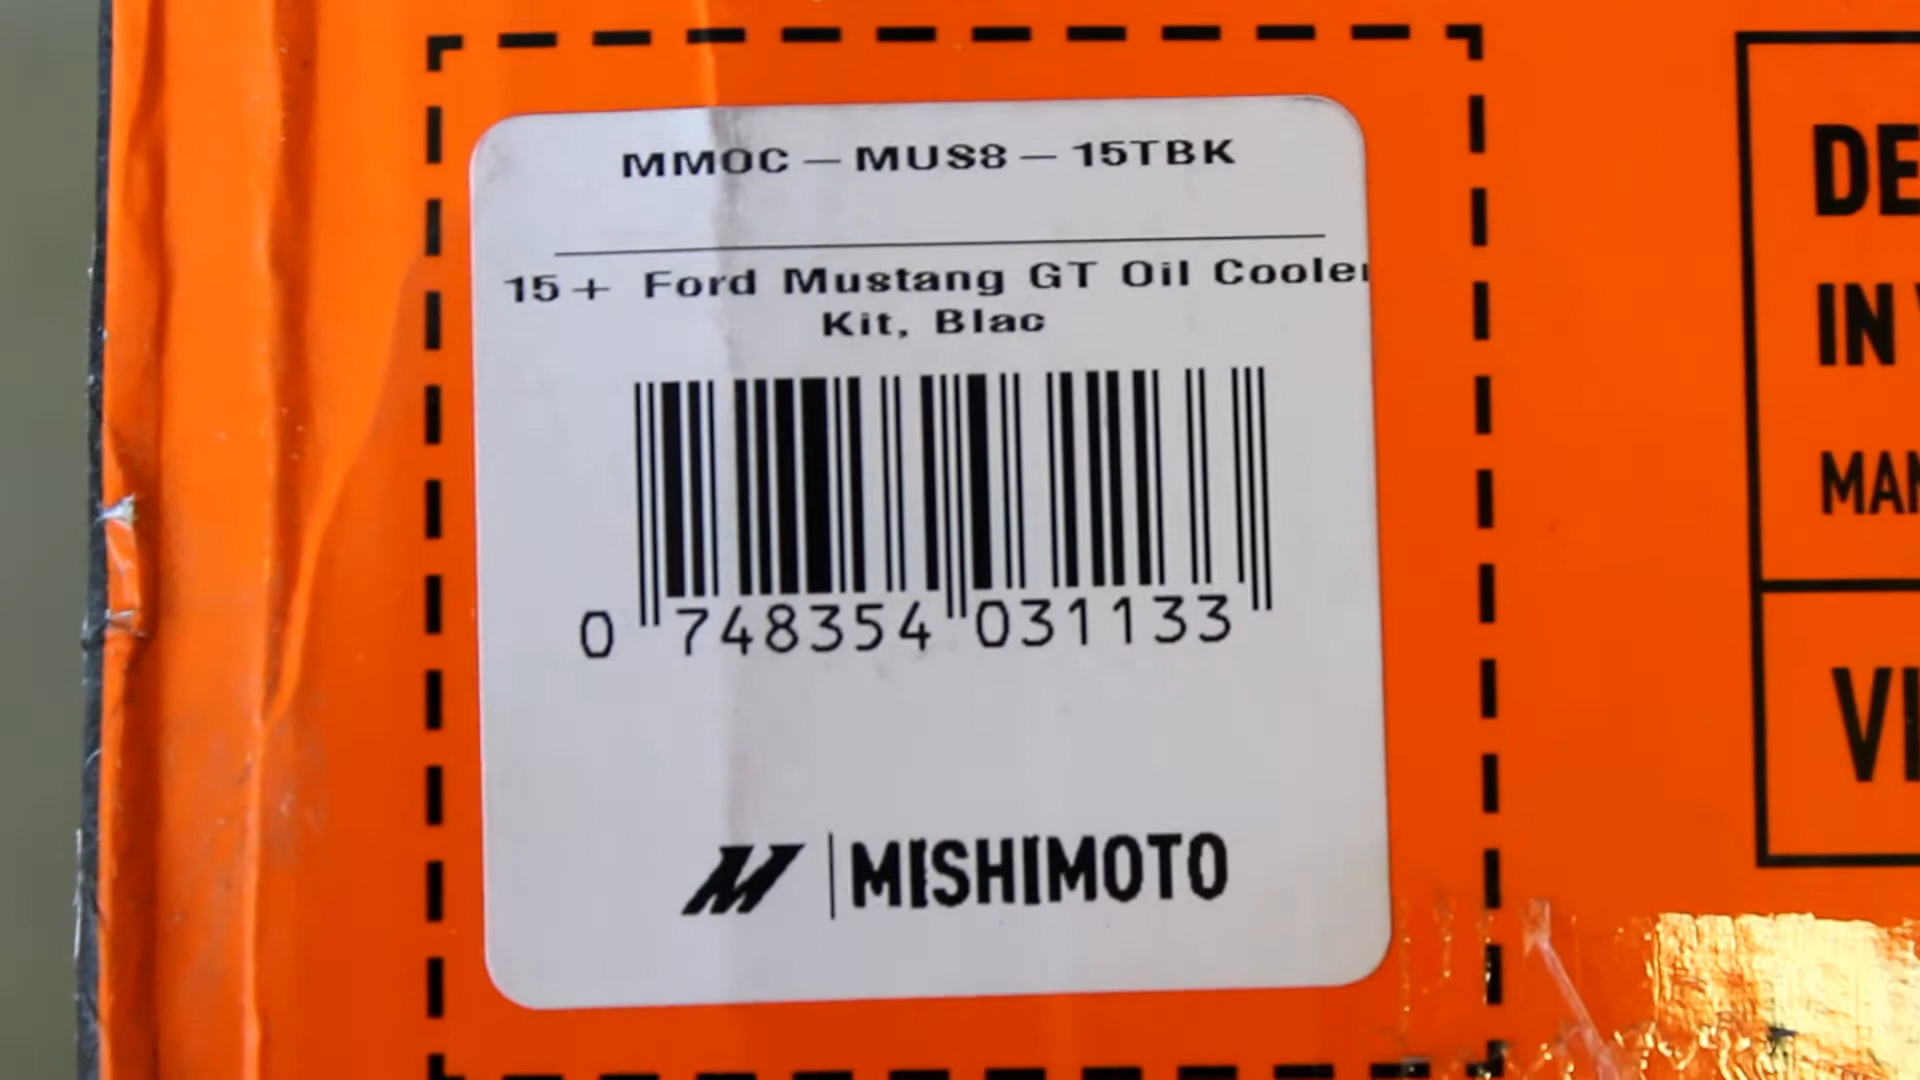 MMOC – MUS8 – 15TBK
15+ Ford Mustang GT Oil Cooler
Kit, Blac
0 748354 031133
MISHIMOTO
DE
IN
MAN
VI